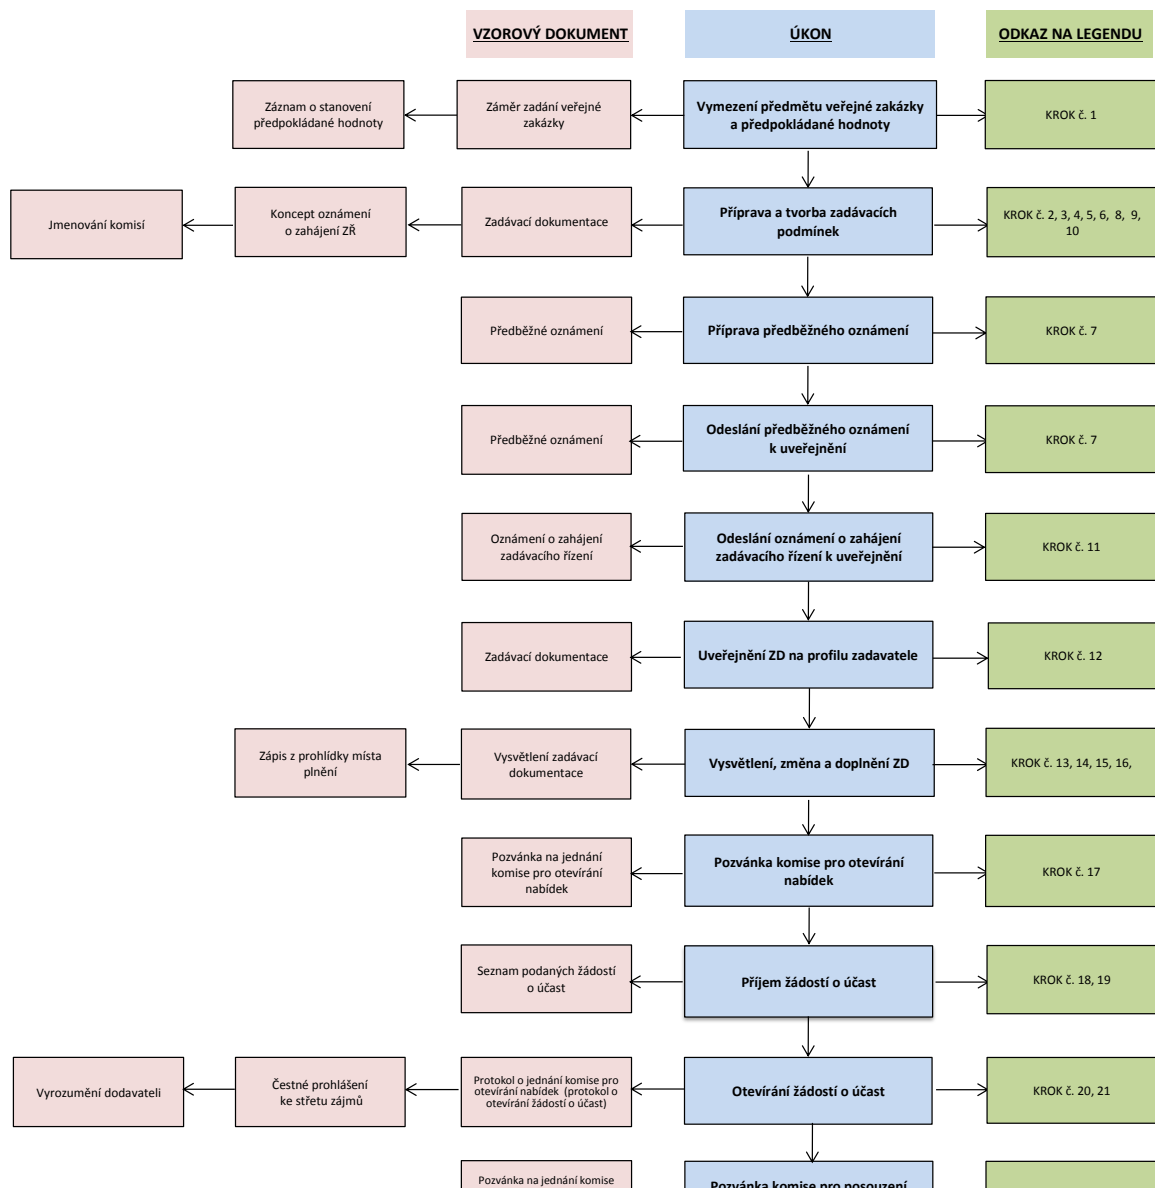 VZOROVÝ DOKUMENT
ÚKON
ODKAZ NA LEGENDU
Záznam o stanovení
předpokládané hodnoty
Záměr zadání veřejné
zakázky
Vymezení předmětu veřejné zakázky
a předpokládané hodnoty
KROK č. 1
Jmenování komisí
Koncept oznámení
o zahájení ZŘ
Zadávací dokumentace
Příprava a tvorba zadávacích
podmínek
KROK č. 2, 3, 4, 5, 6, 8, 9,
10
Předběžné oznámení
Příprava předběžného oznámení
KROK č. 7
Předběžné oznámení
Odeslání předběžného oznámení
k uveřejnění
KROK č. 7
Oznámení o zahájení
zadávacího řízení
Odeslání oznámení o zahájení
zadávacího řízení k uveřejnění
KROK č. 11
Zadávací dokumentace
Uveřejnění ZD na profilu zadavatele
KROK č. 12
Zápis z prohlídky místa
plnění
Vysvětlení zadávací
dokumentace
Vysvětlení, změna a doplnění ZD
KROK č. 13, 14, 15, 16,
Pozvánka na jednání
komise pro otevírání
nabídek
Pozvánka komise pro otevírání
nabídek
KROK č. 17
Seznam podaných žádostí
o účast
Příjem žádostí o účast
KROK č. 18, 19
Vyrozumění dodavateli
Čestné prohlášení
ke střetu zájmů
Protokol o jednání komise pro
otevírání nabídek (protokol o
otevírání žádostí o účast)
Otevírání žádostí o účast
KROK č. 20, 21
Pozvánka na jednání komise
Pozvánka komise pro posouzení